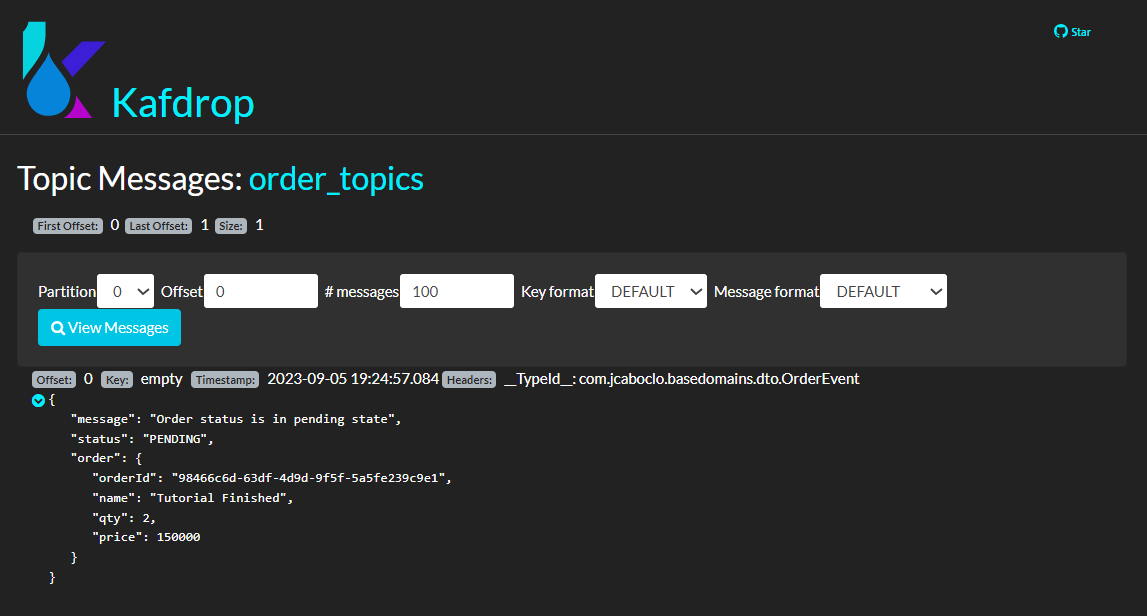 Star
Kafdrop
Topic Messages: order_topics
First Offset: 0 Last Offset: 1 Size: 1
Partition 0 Offset 0 # messages 100 Key format DEFAULT Message format DEFAULT
View Messages
Offset: 0 Key: empty Timestamp: 2023-09-05 19:24:57.084 Headers: __TypeId__: com.jcaboclo.basedomains.dto.OrderEvent
{
"message": "Order status is in pending state",
"status": "PENDING",
"order": {
"orderId": "98466c6d-63df-4d9d-9f5f-5a5fe239c9e1",
"name": "Tutorial Finished",
"qty": 2,
"price": 150000
}
}